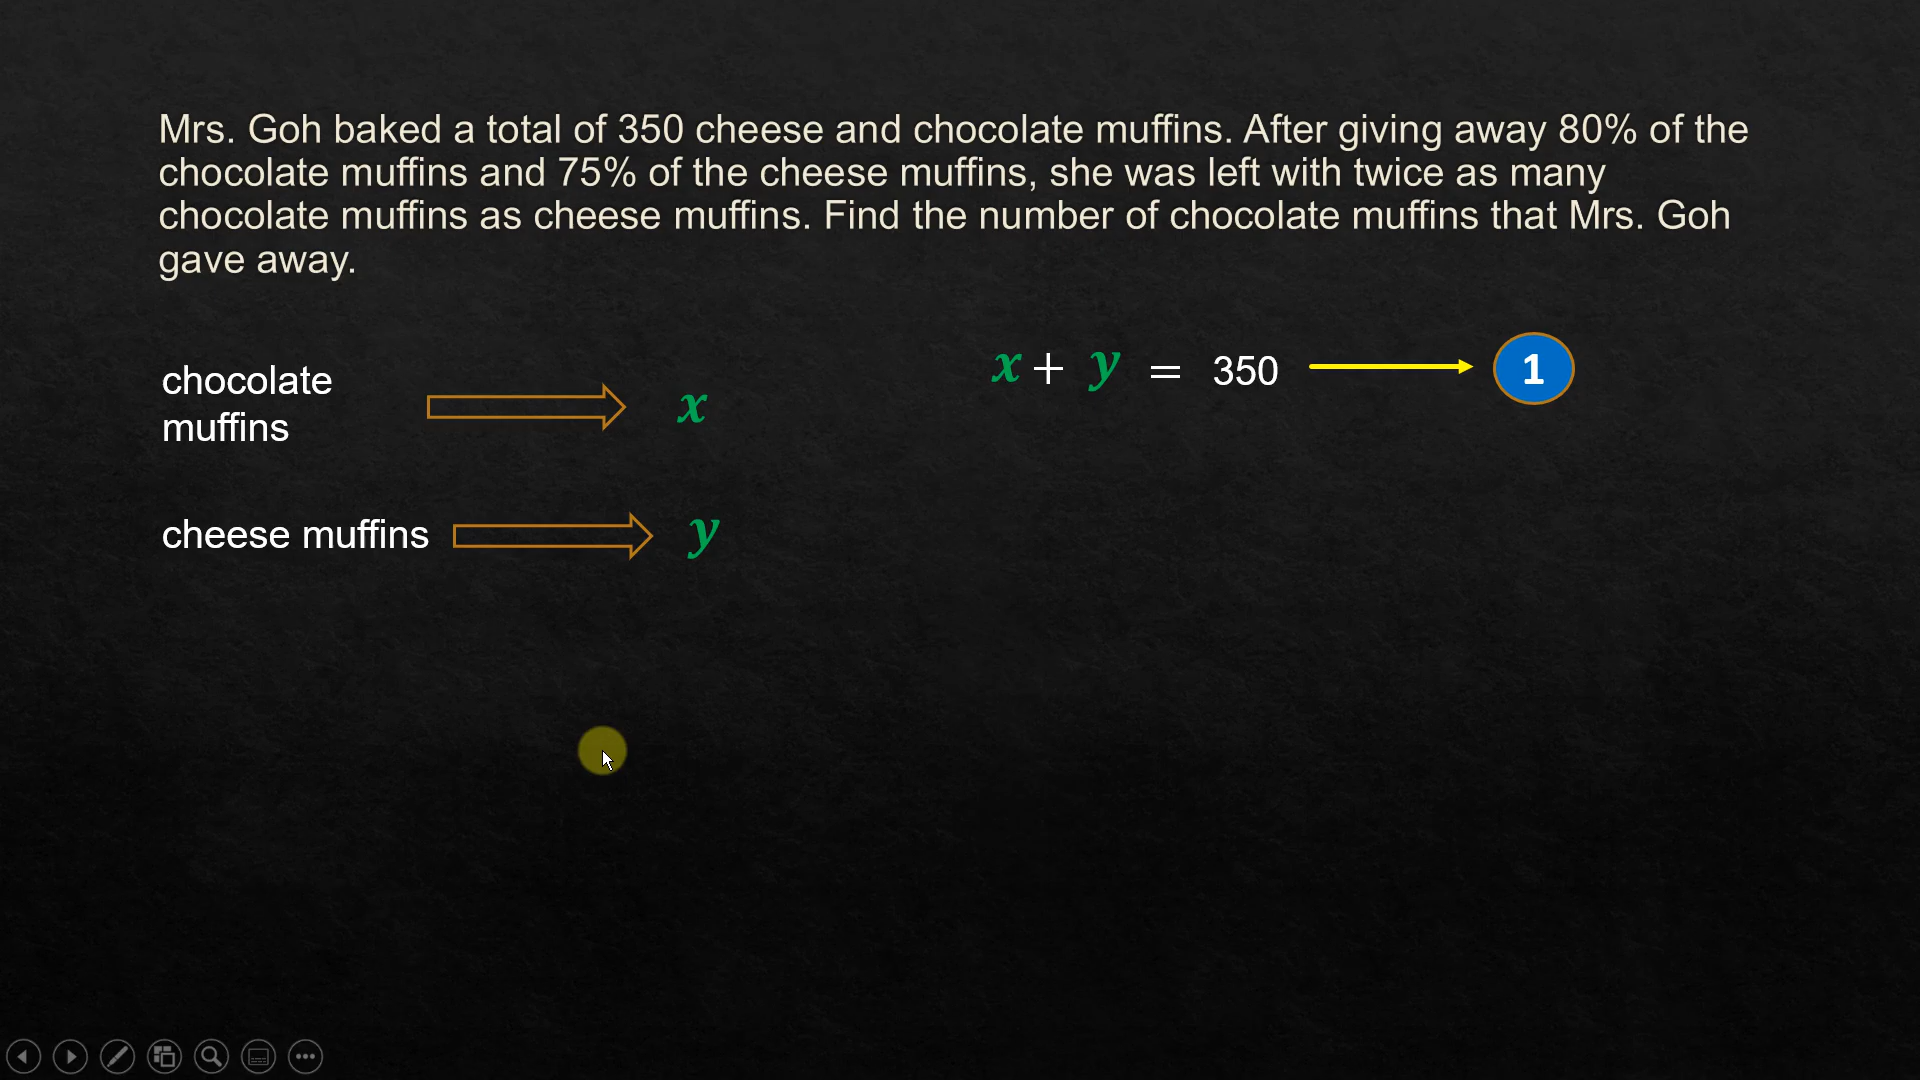 Mrs. Goh baked a total of 350 cheese and chocolate muffins. After giving away 80% of the
chocolate muffins and 75% of the cheese muffins, she was left with twice as many
chocolate muffins as cheese muffins. Find the number of chocolate muffins that Mrs. Goh
gave away.
chocolate
muffins
x
x + y = 350
1
cheese muffins
y